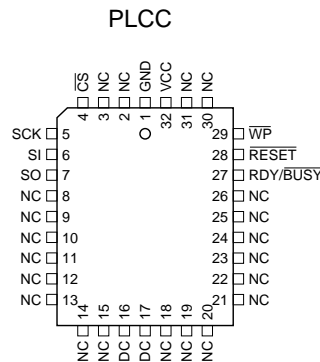 PLCC
CS
NC
NC
GND
VCC
NC
NC
4
3
2
1
32
31
30
SCK 5
SI 6
SO 7
NC 8
NC 9
NC 10
NC 11
NC 12
NC 13
29 WP
28 RESET
27 RDY/BUSY
26 NC
25 NC
24 NC
23 NC
22 NC
21 NC
14
15
16
17
18
19
20
NC
NC
DC
DC
NC
NC
NC